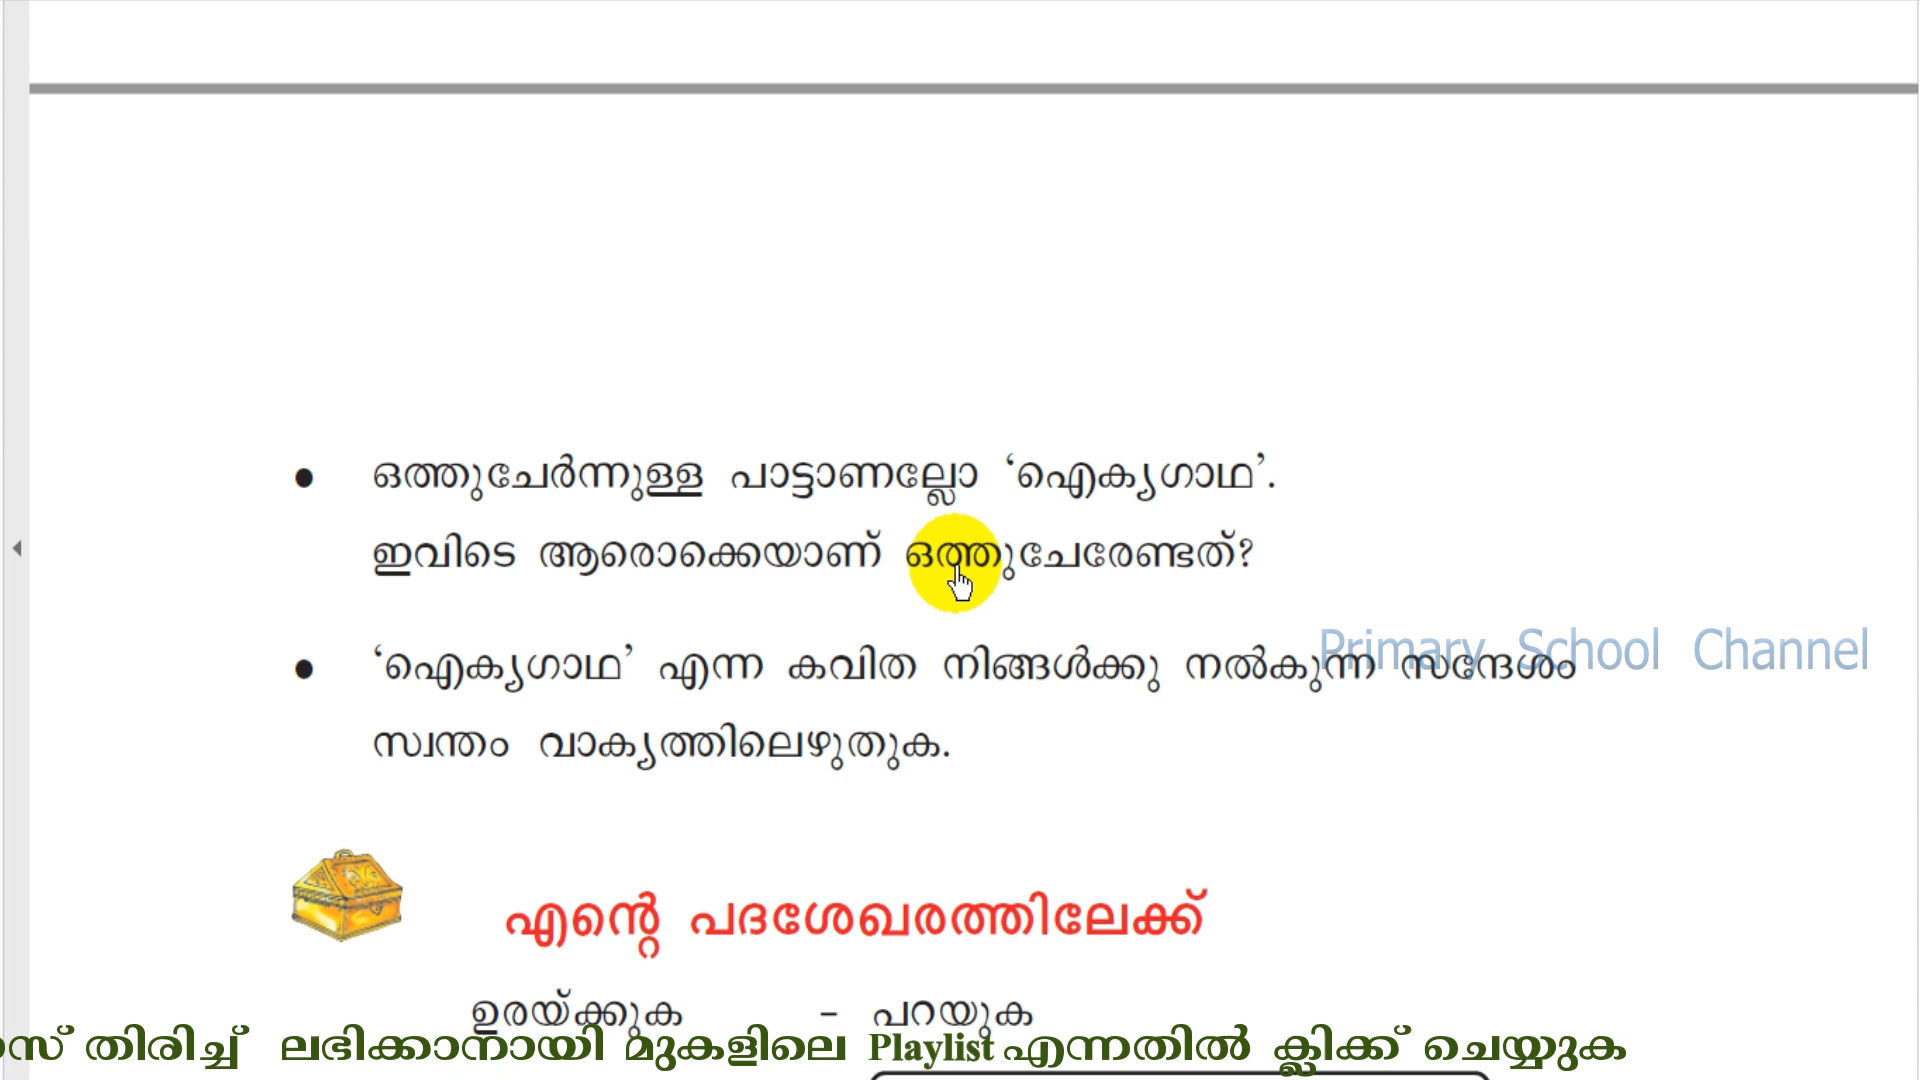 ഒത്തുചേർന്നുള്ള പാട്ടാണല്ലോ ‘ഐക്യഗാഥ’.
ഇവിടെ ആരൊക്കെയാണ് ഒത്തുചേരേണ്ടത്?
‘ഐക്യഗാഥ’ എന്ന കവിത നിങ്ങൾക്കു നൽകുന്ന സന്ദേശം
Primary School Channel
സ്വന്തം വാക്യത്തിലെഴുതുക.
എന്റെ പദശേഖരത്തിലേക്ക്
ഉരയ്ക്കുക - പറയുക
തിരിച്ച് ലഭിക്കാനായി മുകളിലെ Playlist എന്നതിൽ ക്ലിക്ക് ചെയ്യുക